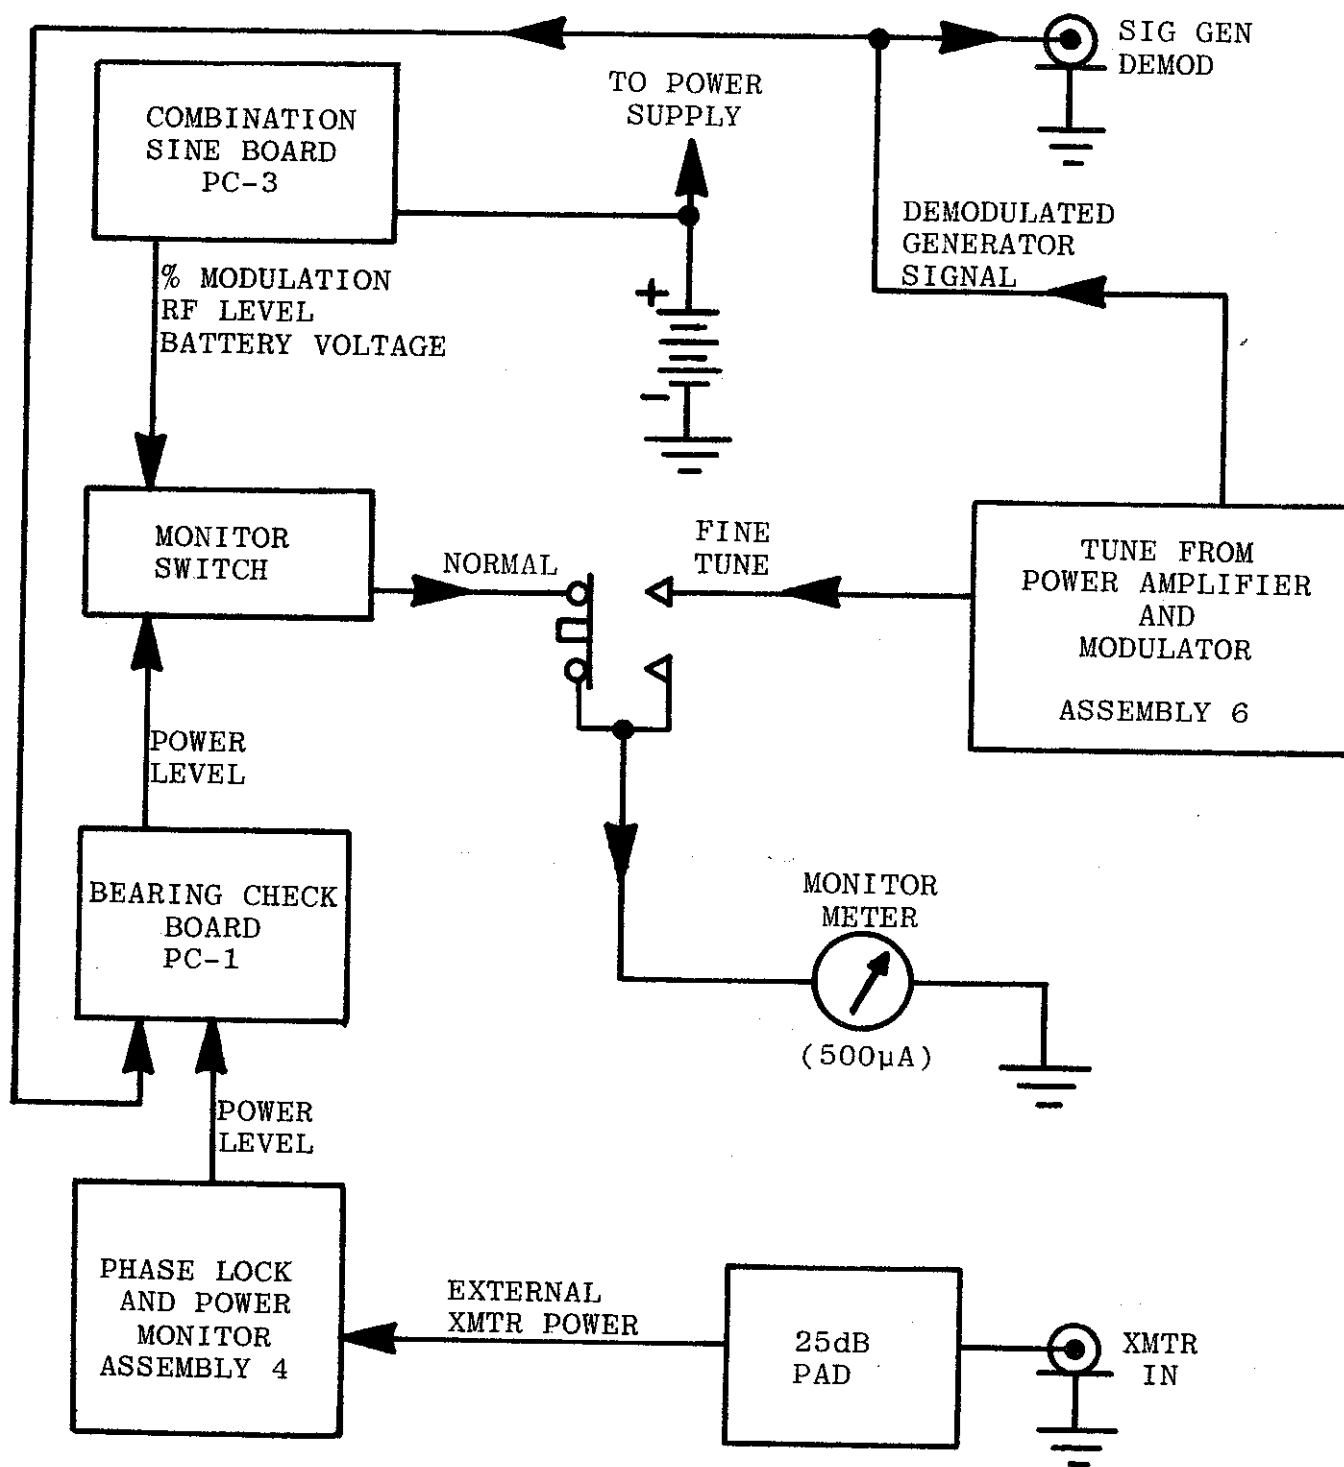 SIG GEN
DEMOD
TO POWER
SUPPLY
COMBINATION
SINE BOARD
PC-3
DEMODULATED
GENERATOR
SIGNAL
% MODULATION
RF LEVEL
BATTERY VOLTAGE
+
-
MONITOR
SWITCH
NORMAL
FINE
TUNE
TUNE FROM
POWER AMPLIFIER
AND
MODULATOR
ASSEMBLY 6
POWER
LEVEL
BEARING CHECK
BOARD
PC-1
MONITOR
METER
(500µA)
POWER
LEVEL
PHASE LOCK
AND POWER
MONITOR
ASSEMBLY 4
EXTERNAL
XMTR POWER
25dB
PAD
XMTR
IN